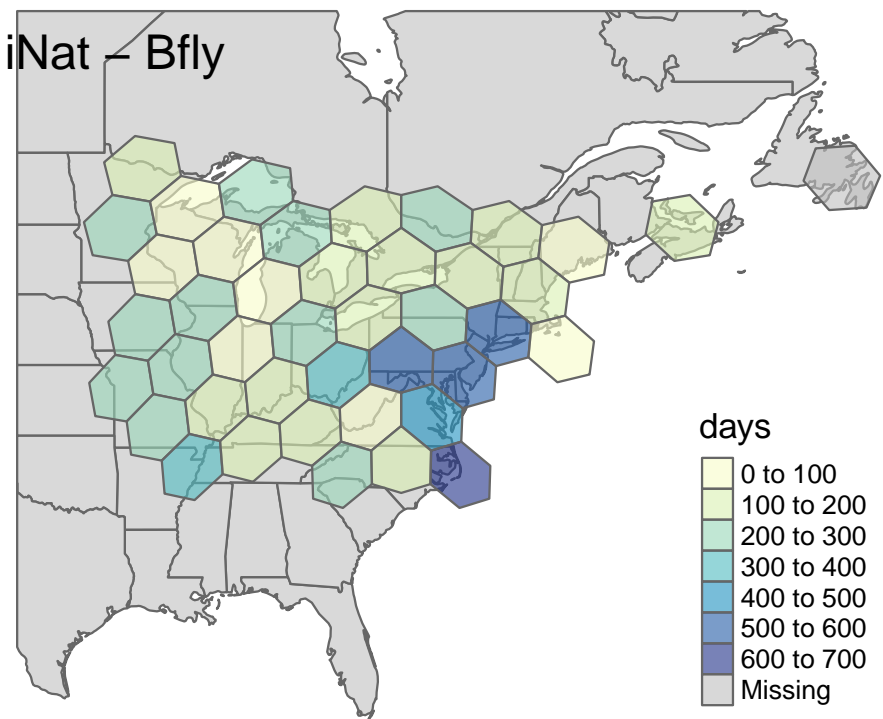 iNat – Bfly
days
0 to 100
100 to 200
200 to 300
300 to 400
400 to 500
500 to 600
600 to 700
Missing